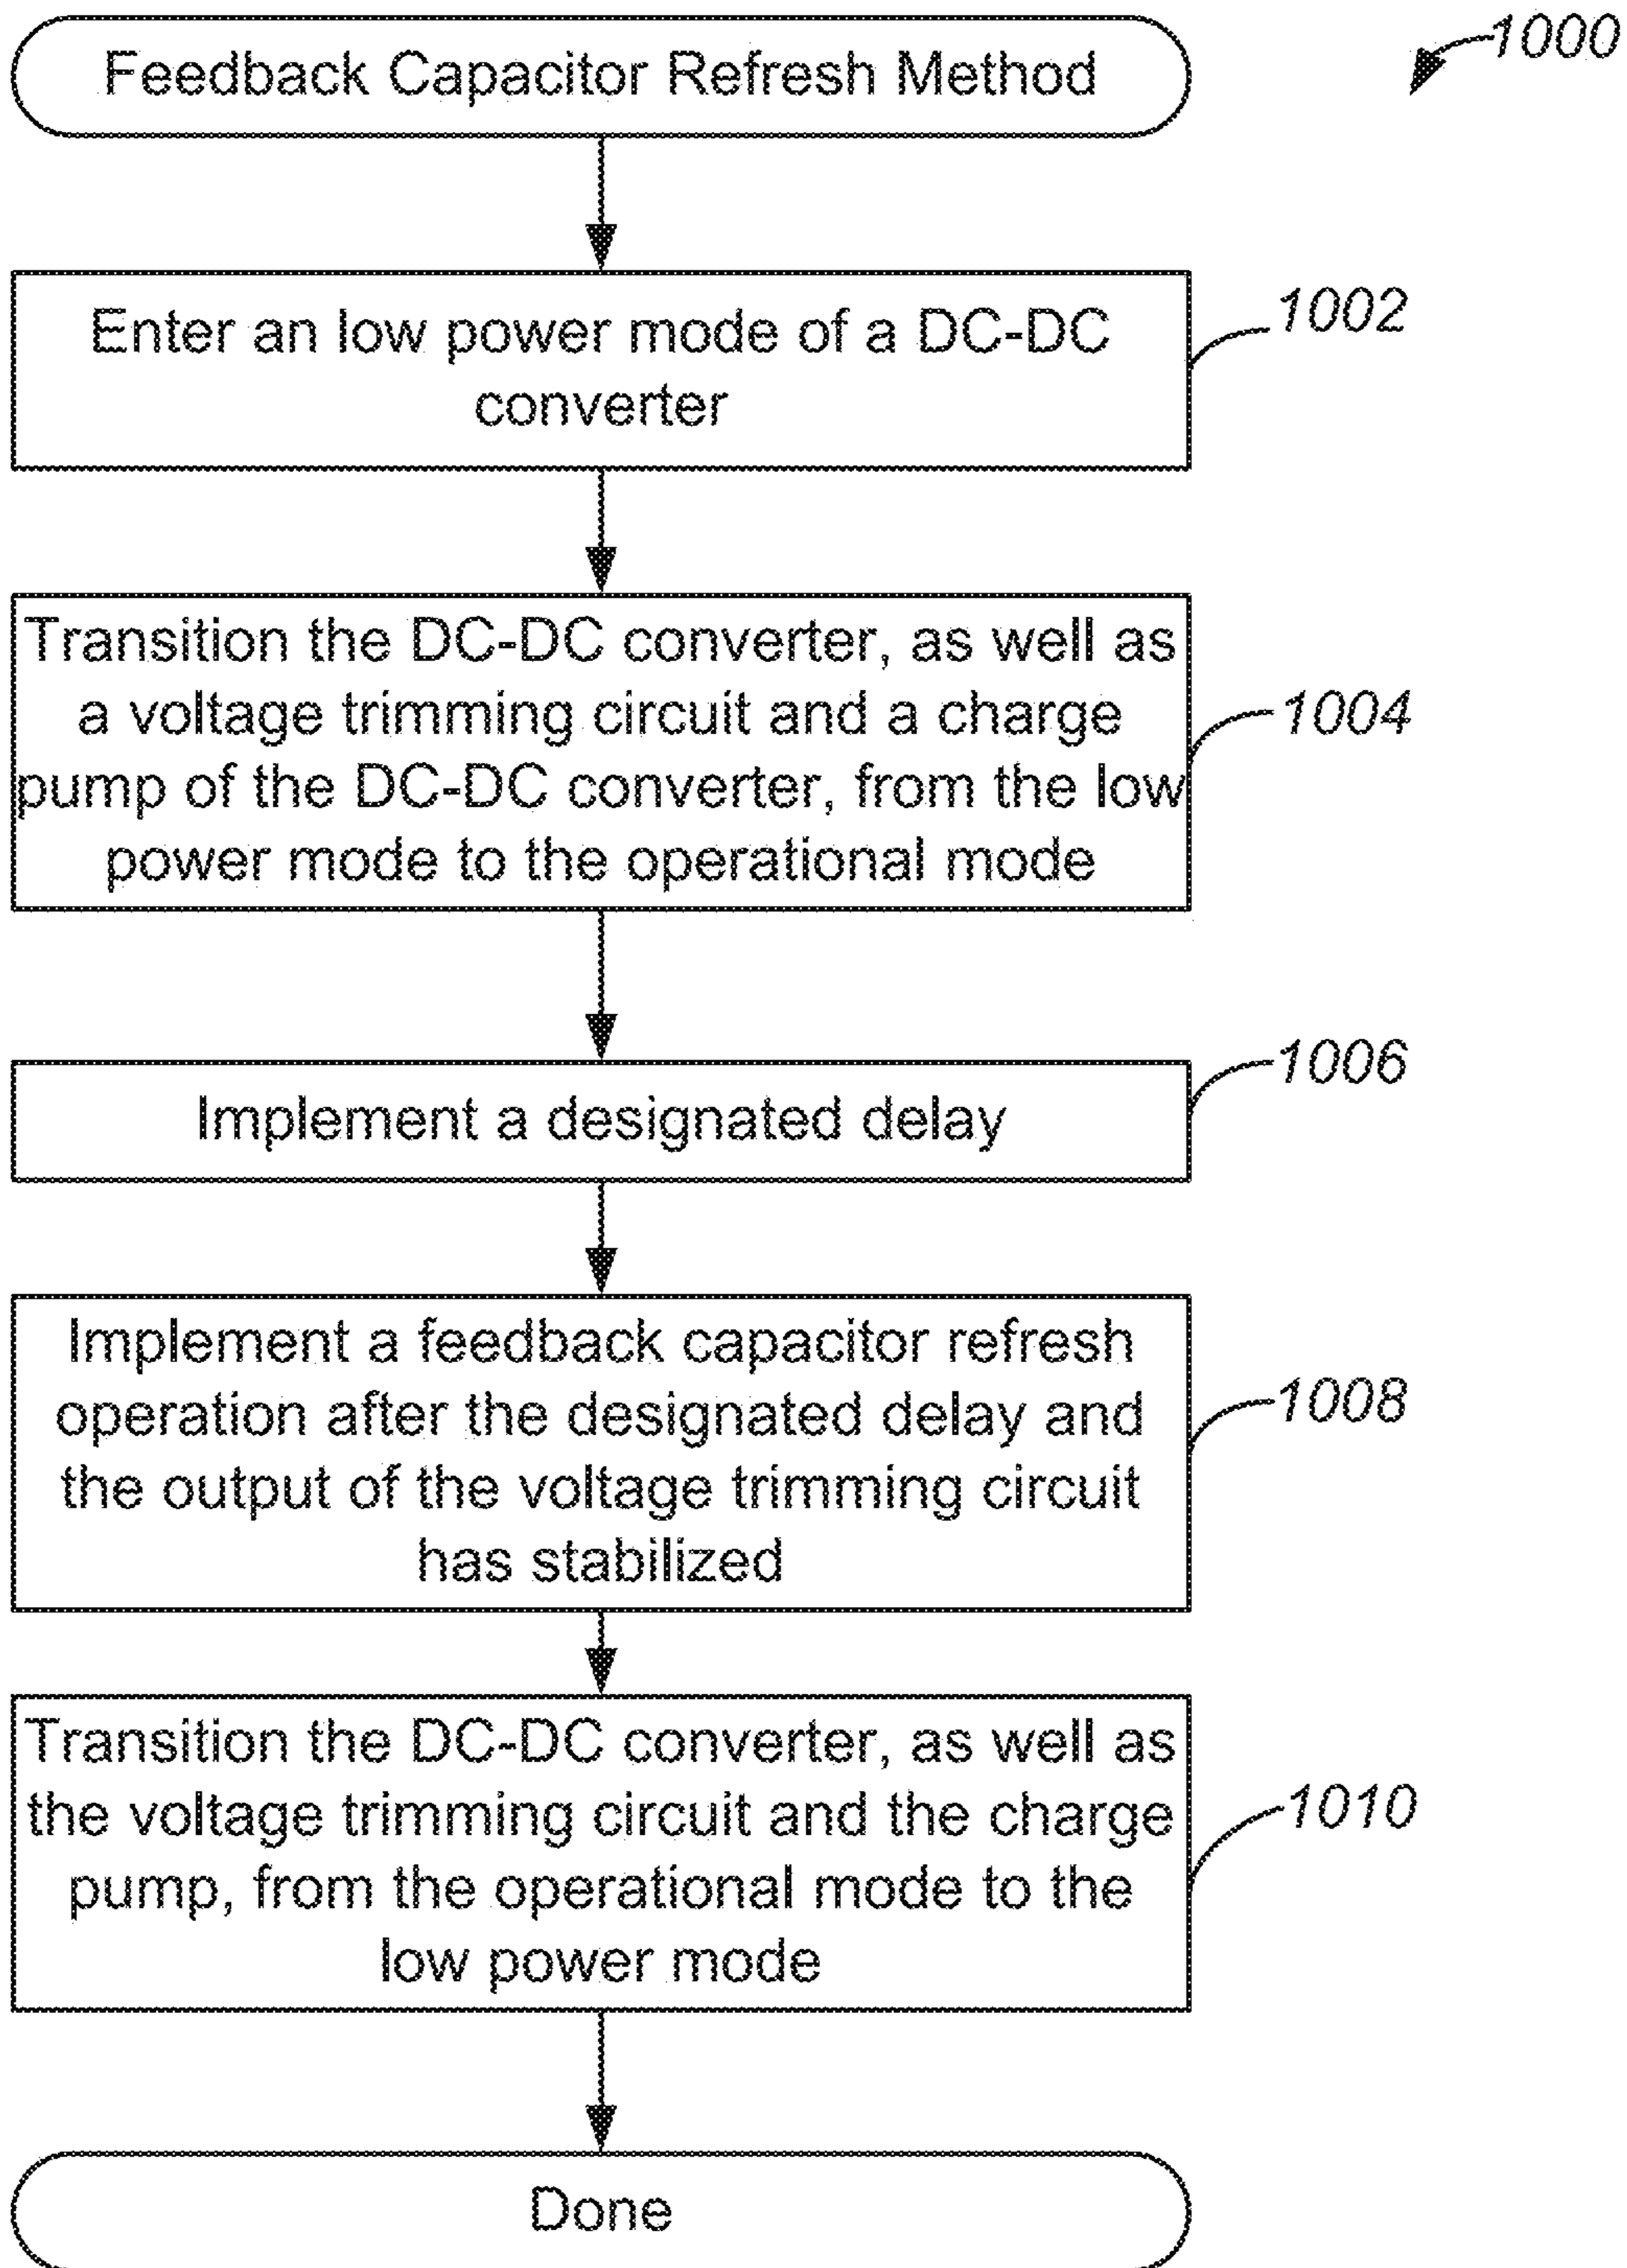 Feedback Capacitor Refresh Method
1000
Enter an low power mode of a DC-DC
converter
1002
Transition the DC-DC converter, as well as
a voltage trimming circuit and a charge
pump of the DC-DC converter, from the low
power mode to the operational mode
1004
Implement a designated delay
1006
Implement a feedback capacitor refresh
operation after the designated delay and
the output of the voltage trimming circuit
has stabilized
1008
Transition the DC-DC converter, as well as
the voltage trimming circuit and the charge
pump, from the operational mode to the
low power mode
1010
Done